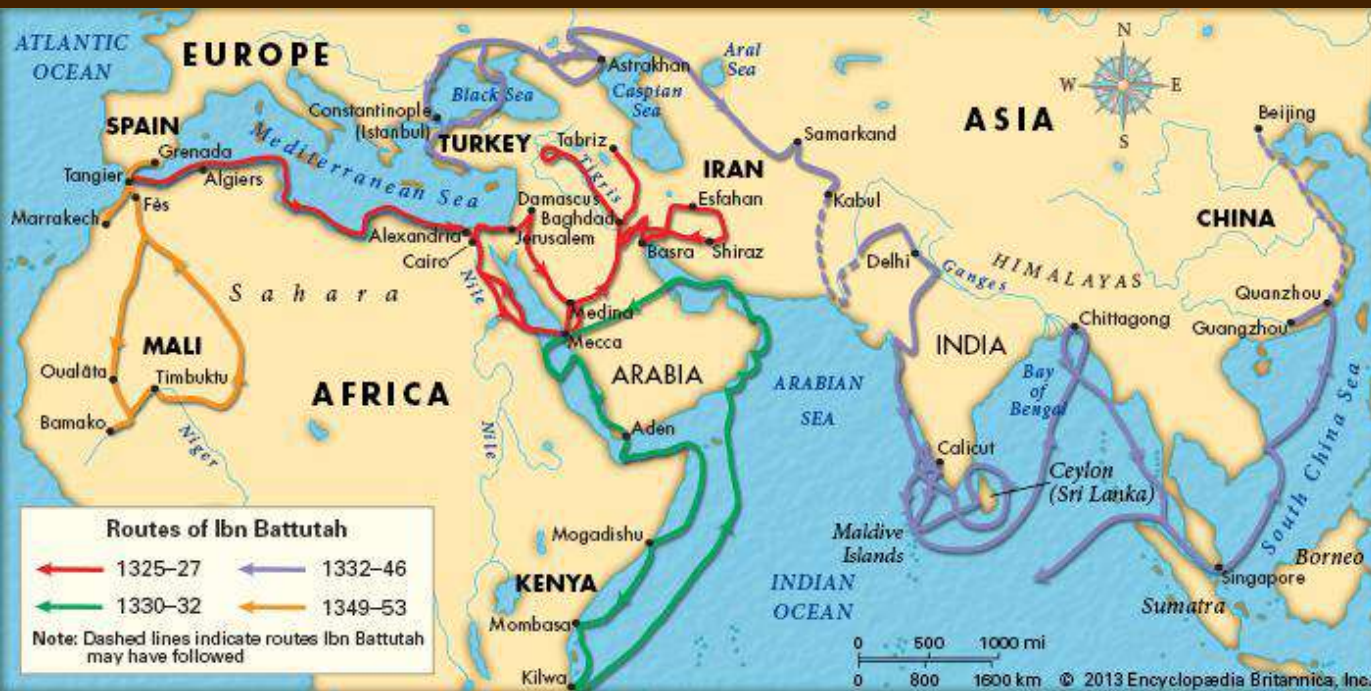 ATLANTIC
OCEAN
EUROPE
Aral
Sea
N
W
E
S
Astrakhan
Caspian
Sea
Black Sea
Constantinople
(Istanbul)
ASIA
Beijing
SPAIN
Grenada
TURKEY
Tabriz
Samarkand
Mediterranean Sea
Tigris
IRAN
Tangier
Algiers
Fès
Damascus
Baghdad
Esfahan
Kabul
Marrakech
CHINA
Alexandria
Jerusalem
Basra
Shiraz
Cairo
Delhi
Ganges
HIMALAYAS
Sahara
Nile
Quanzhou
Medina
Guangzhou
Chittagong
Mecca
MALI
INDIA
Oualâta
Timbuktu
AFRICA
ARABIA
ARABIAN
SEA
Bay
of
Bengal
Bamako
Niger
Nile
Aden
Calicut
Ceylon
(Sri Lanka)
South China Sea
Routes of Ibn Battutah
1325–27
1332–46
1330–32
1349–53
Note: Dashed lines indicate routes Ibn Battutah
may have followed
Mogadishu
Maldive
Islands
Borneo
KENYA
INDIAN
OCEAN
Singapore
Sumatra
Mombasa
Kilwa
0 500 1000 mi
0 800 1600 km
© 2013 Encyclopædia Britannica, Inc.